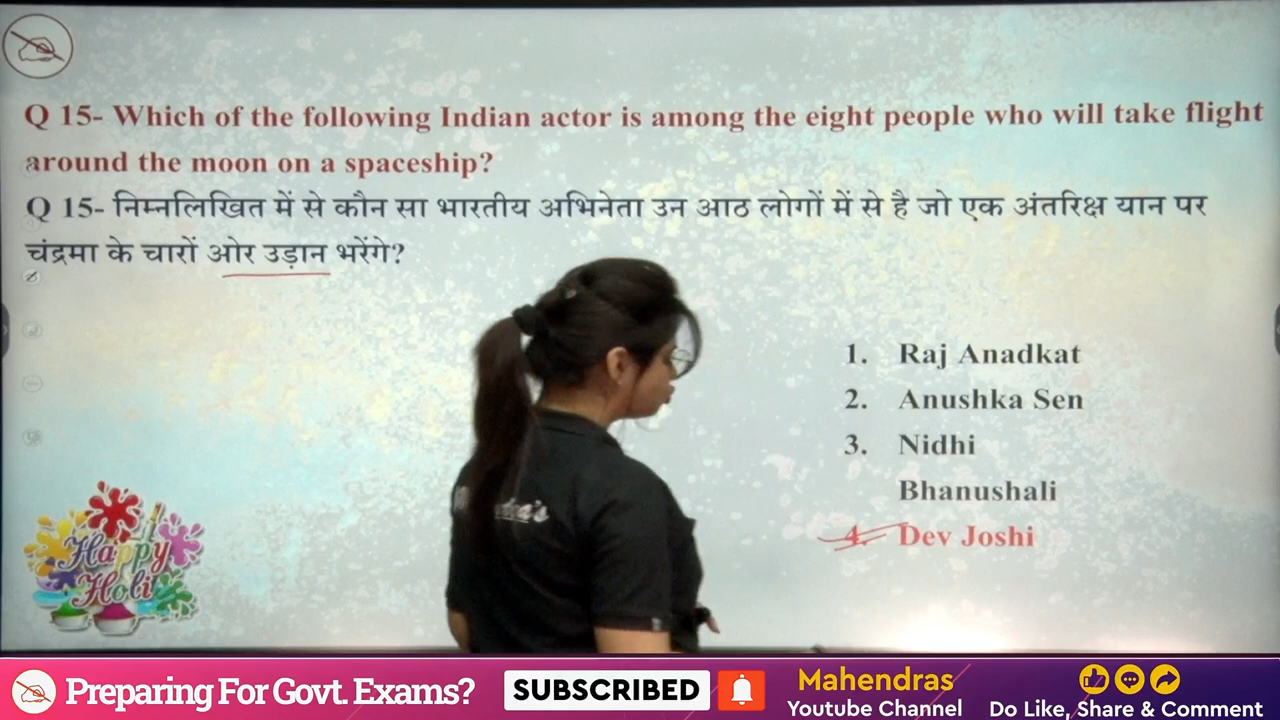 Q 15- Which of the following Indian actor is among the eight people who will take flight
around the moon on a spaceship?
Q 15- निम्नलिखित में से कौन सा भारतीय अभिनेता उन आठ लोगों में से है जो एक अंतरिक्ष यान पर
चंद्रमा के चारों ओर उड़ान भरेंगे?
1. Raj Anadkat
2. Anushka Sen
3. Nidhi
Bhanushali
4. Dev Joshi
Happy
Holi
Preparing For Govt. Exams?
SUBSCRIBED
Mahendras
Youtube Channel
Do Like, Share & Comment